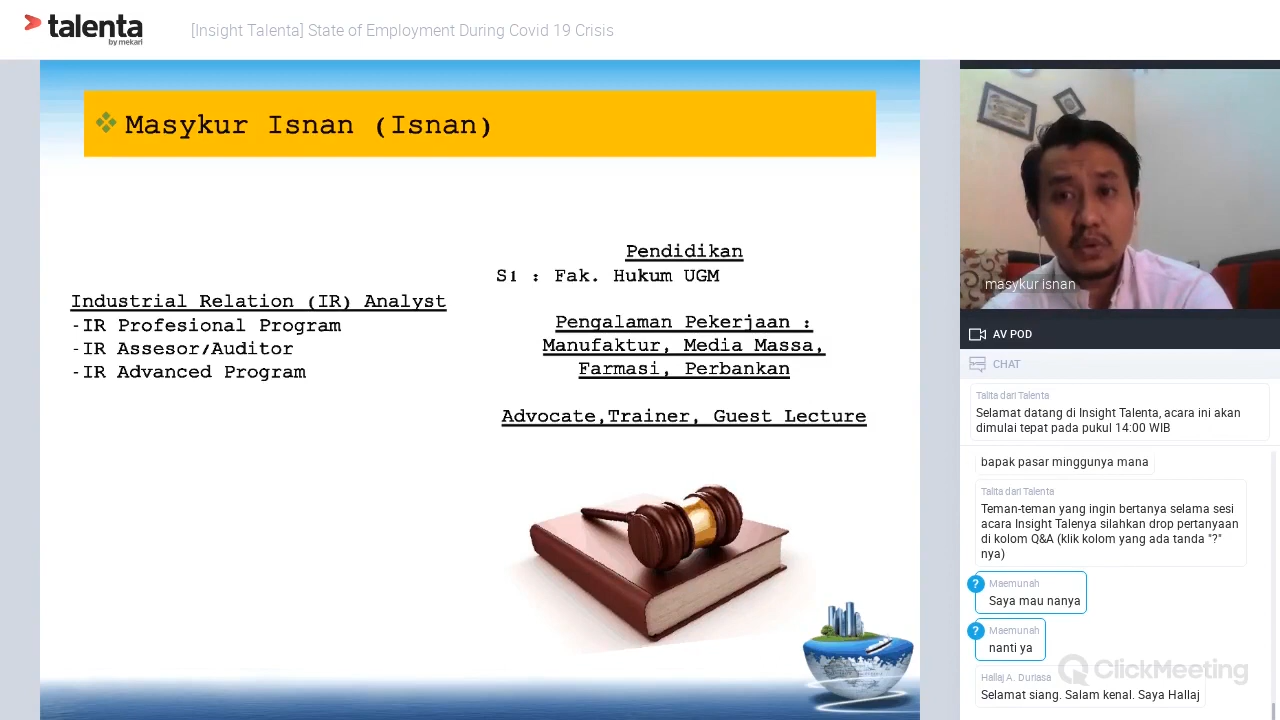 talenta
by mekari
[Insight Talenta] State of Employment During Covid 19 Crisis
Masykur Isnan (Isnan)
Industrial Relation (IR) Analyst
-IR Profesional Program
-IR Assesor/Auditor
-IR Advanced Program
Pendidikan
S1 : Fak. Hukum UGM
Pengalaman Pekerjaan :
Manufaktur, Media Massa,
Farmasi, Perbankan
Advocate,Trainer, Guest Lecture
masykur isnan
AV POD
CHAT
Talita dari Talenta
Selamat datang di Insight Talenta, acara ini akan
dimulai tepat pada pukul 14:00 WIB
bapak pasar minggunya mana
Talita dari Talenta
Teman-teman yang ingin bertanya selama sesi
acara Insight Talenya silahkan drop pertanyaan
di kolom Q&A (klik kolom yang ada tanda "?"
nya)
?
Maemunah
Saya mau nanya
?
Maemunah
nanti ya
ClickMeeting
Hallaj A. Duriasa
Selamat siang. Salam kenal. Saya Hallaj